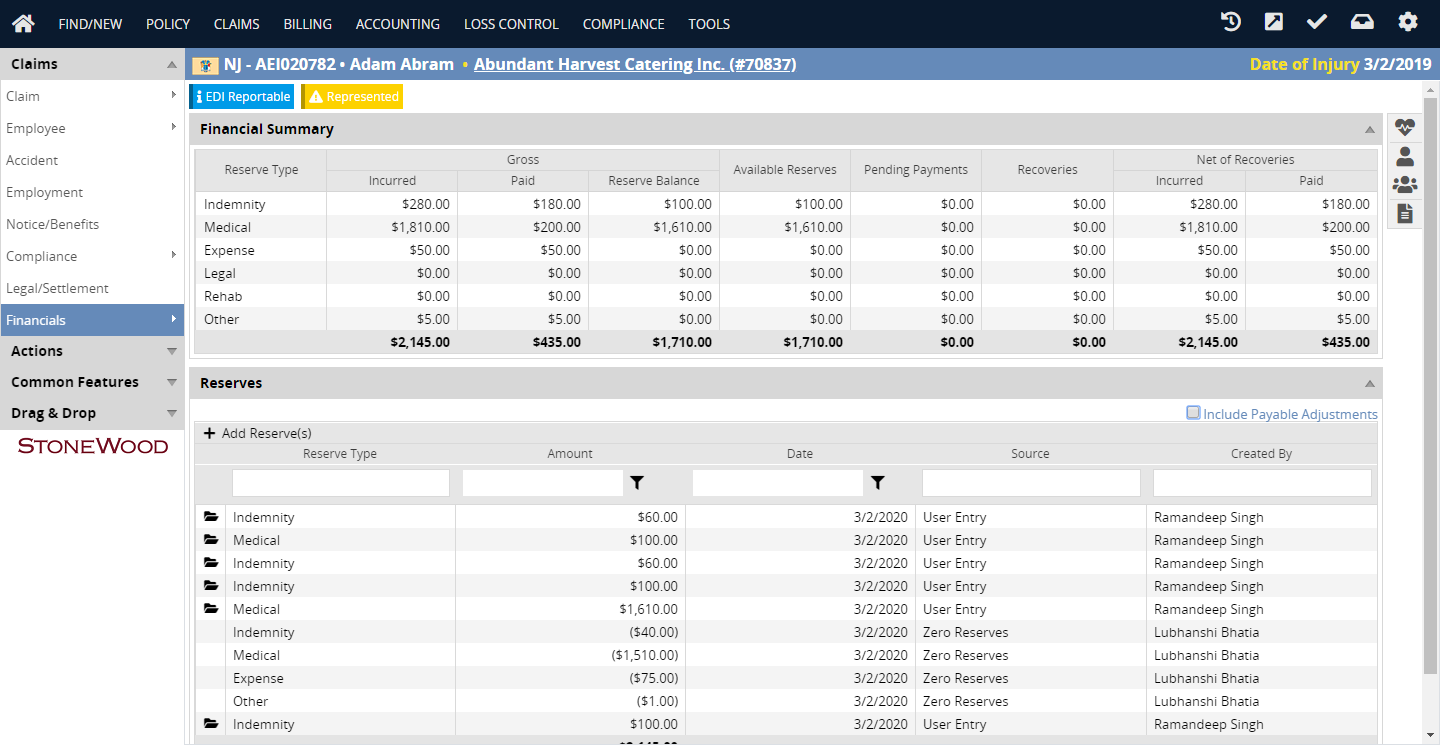 FIND/NEW POLICY CLAIMS BILLING ACCOUNTING LOSS CONTROL COMPLIANCE TOOLS
Claims
Claim
Employee
Accident
Employment
Notice/Benefits
Compliance
Legal/Settlement
Financials
Actions
Common Features
Drag & Drop
STONEWOOD
NJ - AEI020782 • Adam Abram • Abundant Harvest Catering Inc. (#70837) Date of Injury 3/2/2019
EDI Reportable Represented
Financial Summary
Reserve Type Gross Available Reserves Pending Payments Recoveries Net of Recoveries
Incurred Paid Reserve Balance Incurred Paid
Indemnity $280.00 $180.00 $100.00 $100.00 $0.00 $0.00 $280.00 $180.00
Medical $1,810.00 $200.00 $1,610.00 $1,610.00 $0.00 $0.00 $1,810.00 $200.00
Expense $50.00 $50.00 $0.00 $0.00 $0.00 $0.00 $50.00 $50.00
Legal $0.00 $0.00 $0.00 $0.00 $0.00 $0.00 $0.00 $0.00
Rehab $0.00 $0.00 $0.00 $0.00 $0.00 $0.00 $0.00 $0.00
Other $5.00 $5.00 $0.00 $0.00 $0.00 $0.00 $5.00 $5.00
$2,145.00 $435.00 $1,710.00 $1,710.00 $0.00 $0.00 $2,145.00 $435.00
Reserves
Include Payable Adjustments
Add Reserve(s)
Reserve Type Amount Date Source Created By
Indemnity $60.00 3/2/2020 User Entry Ramandeep Singh
Medical $100.00 3/2/2020 User Entry Ramandeep Singh
Indemnity $60.00 3/2/2020 User Entry Ramandeep Singh
Indemnity $100.00 3/2/2020 User Entry Ramandeep Singh
Medical $1,610.00 3/2/2020 User Entry Ramandeep Singh
Indemnity ($40.00) 3/2/2020 Zero Reserves Lubhanshi Bhatia
Medical ($1,510.00) 3/2/2020 Zero Reserves Lubhanshi Bhatia
Expense ($75.00) 3/2/2020 Zero Reserves Lubhanshi Bhatia
Other ($1.00) 3/2/2020 Zero Reserves Lubhanshi Bhatia
Indemnity $100.00 3/2/2020 User Entry Ramandeep Singh